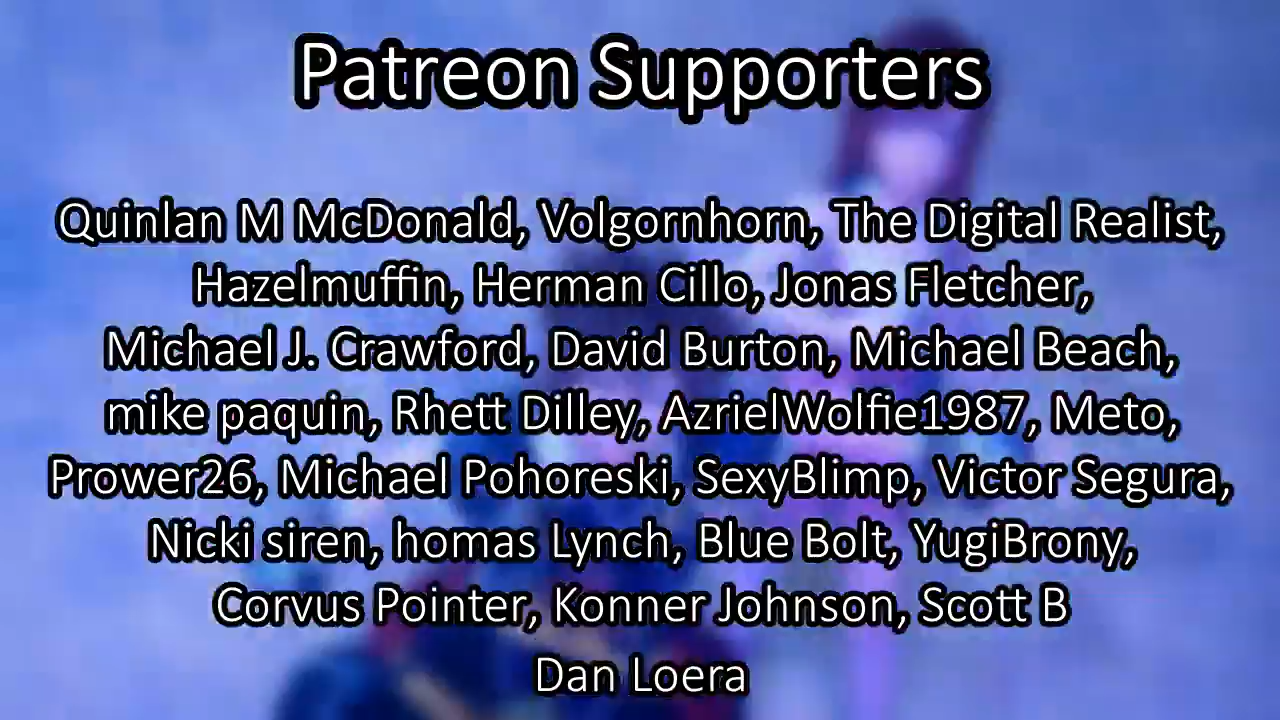 Patreon Supporters
Quinlan M McDonald, Volgornhorn, The Digital Realist,
Hazelmuffin, Herman Cillo, Jonas Fletcher,
Michael J. Crawford, David Burton, Michael Beach,
mike paquin, Rhett Dilley, AzrielWolfie1987, Meto,
Prower26, Michael Pohoreski, SexyBlimp, Victor Segura,
Nicki siren, homas Lynch, Blue Bolt, YugiBrony,
Corvus Pointer, Konner Johnson, Scott B
Dan Loera